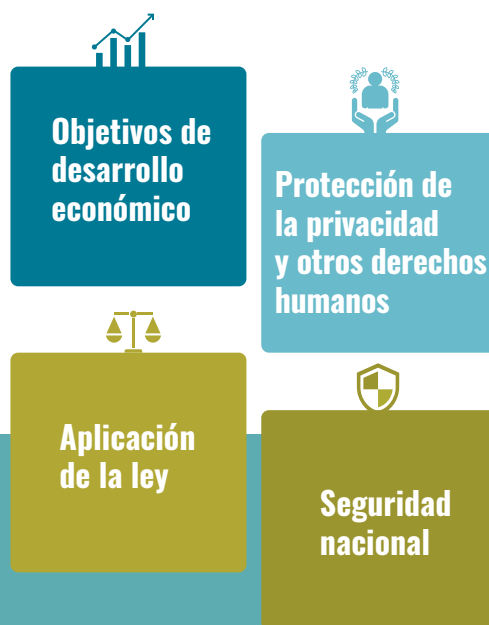 Objetivos de
desarrollo
económico
Protección de
la privacidad
y otros derechos
humanos
Aplicación
de la ley
Seguridad
nacional